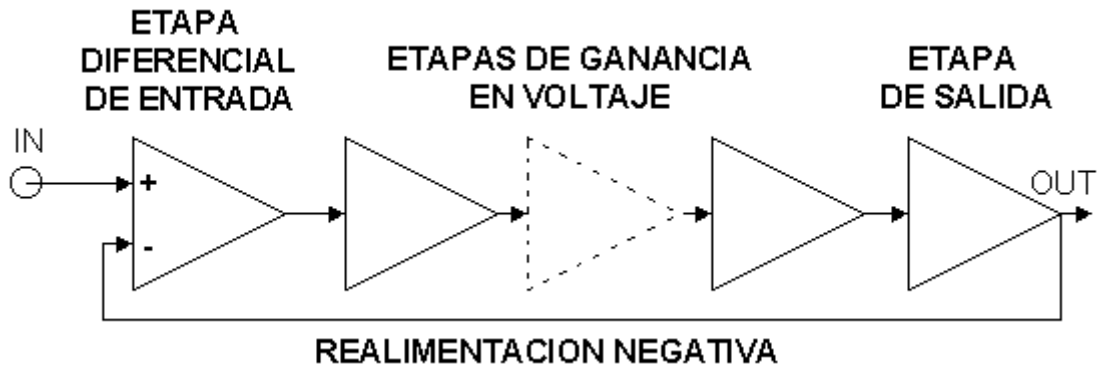 ETAPA
DIFERENCIAL
DE ENTRADA
ETAPAS DE GANANCIA
EN VOLTAJE
ETAPA
DE SALIDA
IN
+
-
OUT
REALIMENTACION NEGATIVA